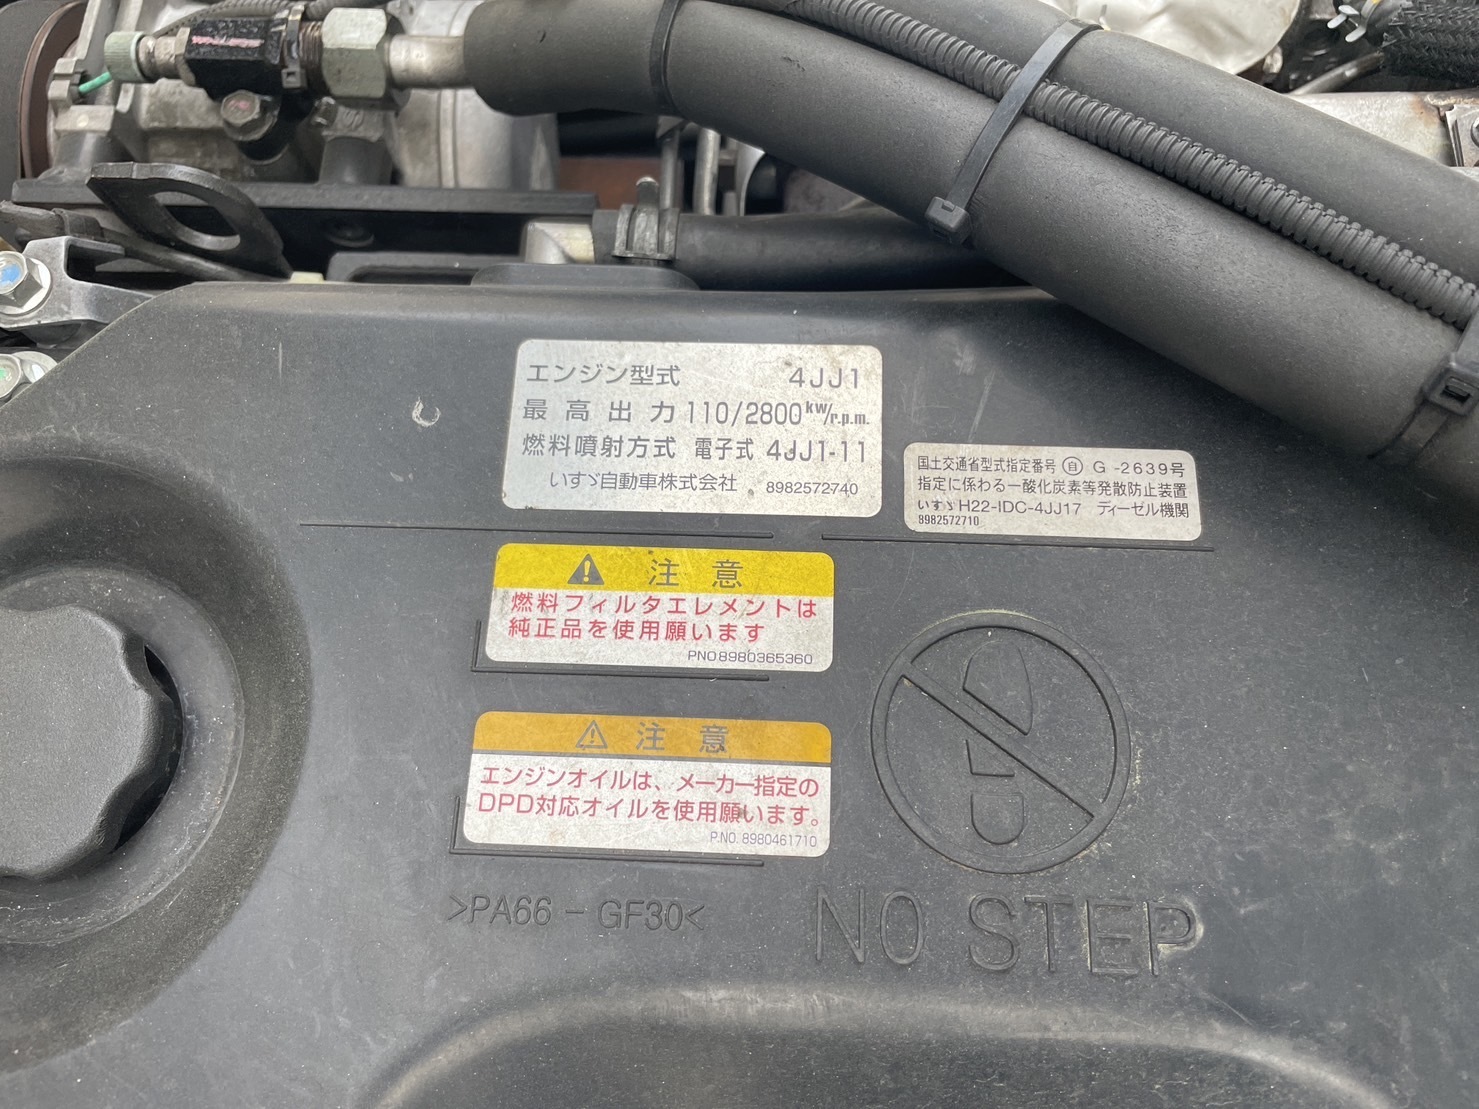 エンジン型式 4JJ1
最高出力 110/2800kW/r.p.m.
燃料噴射方式 電子式 4JJ1-11
いすゞ自動車株式会社 8982572740
国土交通省型式指定番号 ㊀ G-2639号
指定に係わる一酸化炭素等発散防止装置
いすゞ H22-IDC-4JJ17 ディーゼル機関
8982572710
注意
燃料フィルタエレメントは
純正品を使用願います
PNO8980365360
注意
エンジンオイルは、メーカー指定の
DPD対応オイルを使用願います。
P.NO. 8980461710
>PA66-GF30<
NO STEP